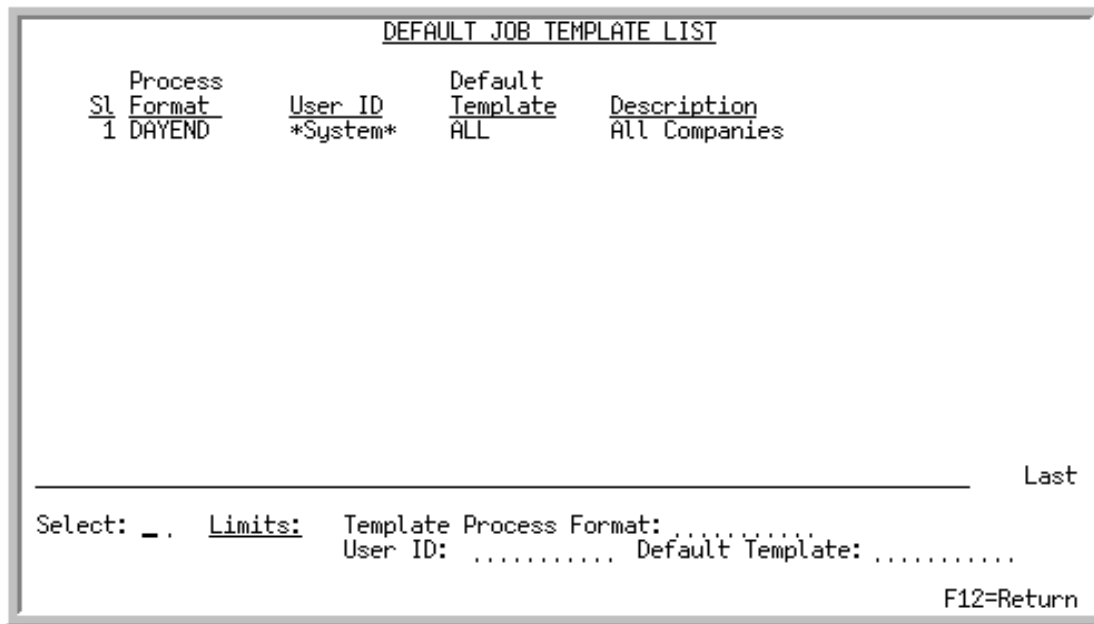 DEFAULT JOB TEMPLATE LIST
Process Default
Sl Format User ID Template Description
1 DAYEND *System* ALL All Companies
Last
Select: _ . Limits: Template Process Format: ...........
User ID: ........... Default Template: ...........
F12=Return